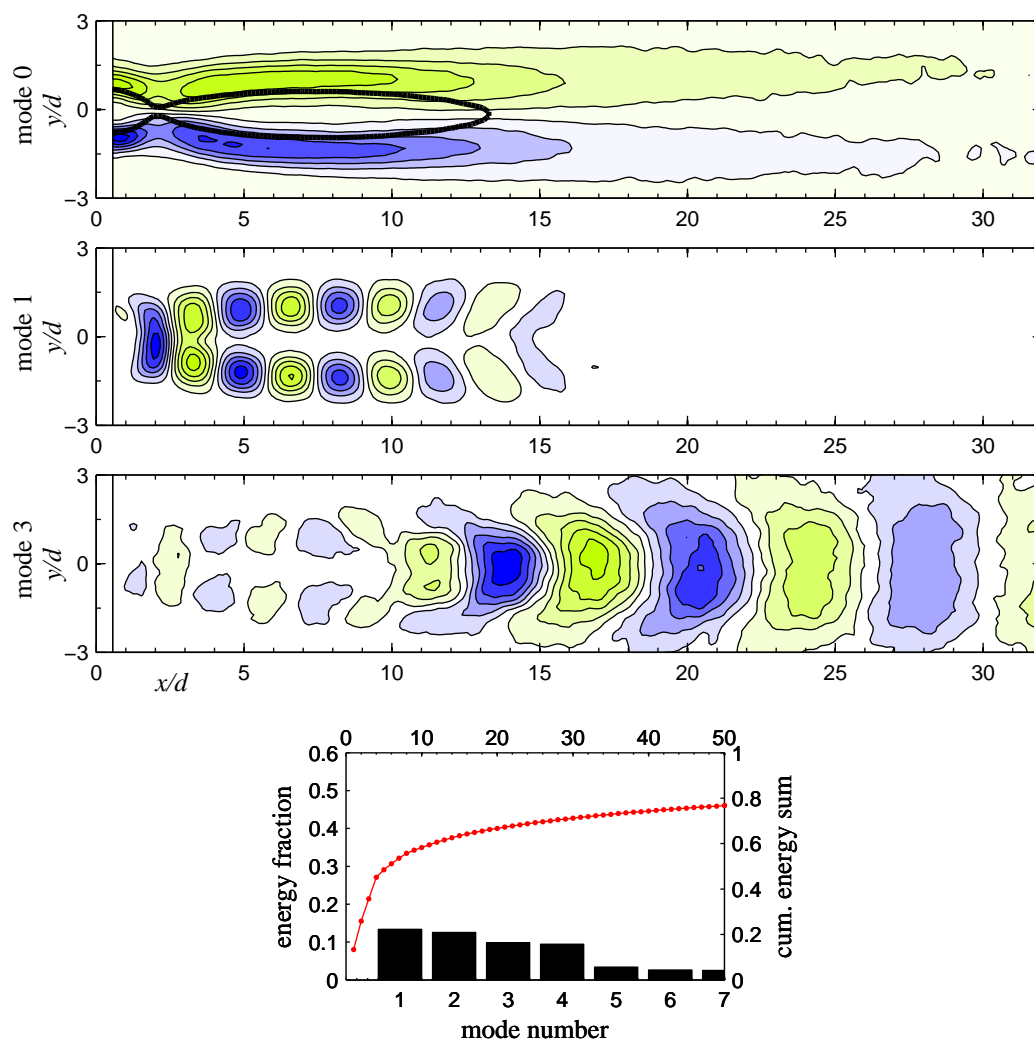 3
mode 0
y/d
0
−3
0 5 10 15 20 25 30
3
mode 1
y/d
0
−3
0 5 10 15 20 25 30
3
mode 3
y/d
0
−3
0 5 10 15 20 25 30
x/d
0 10 20 30 40 50
0.6 1
0.5
0.8
0.4
0.6
0.3
0.4
0.2
0.2
0.1
0 0
energy fraction
cum. energy sum
1 2 3 4 5 6 7
mode number